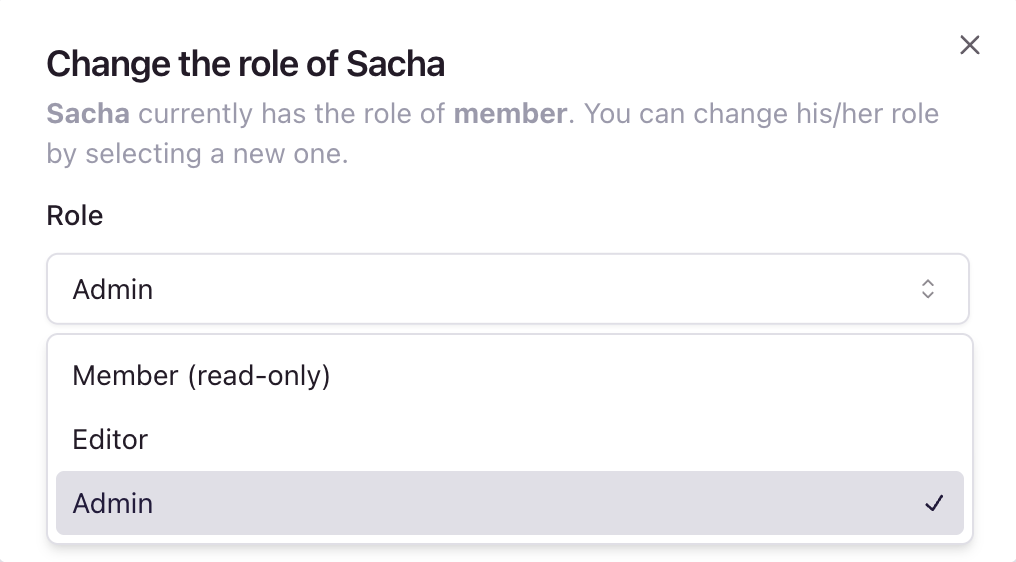 Change the role of Sacha
Sacha currently has the role of member. You can change his/her role
by selecting a new one.
Role
Admin
Member (read-only)
Editor
Admin